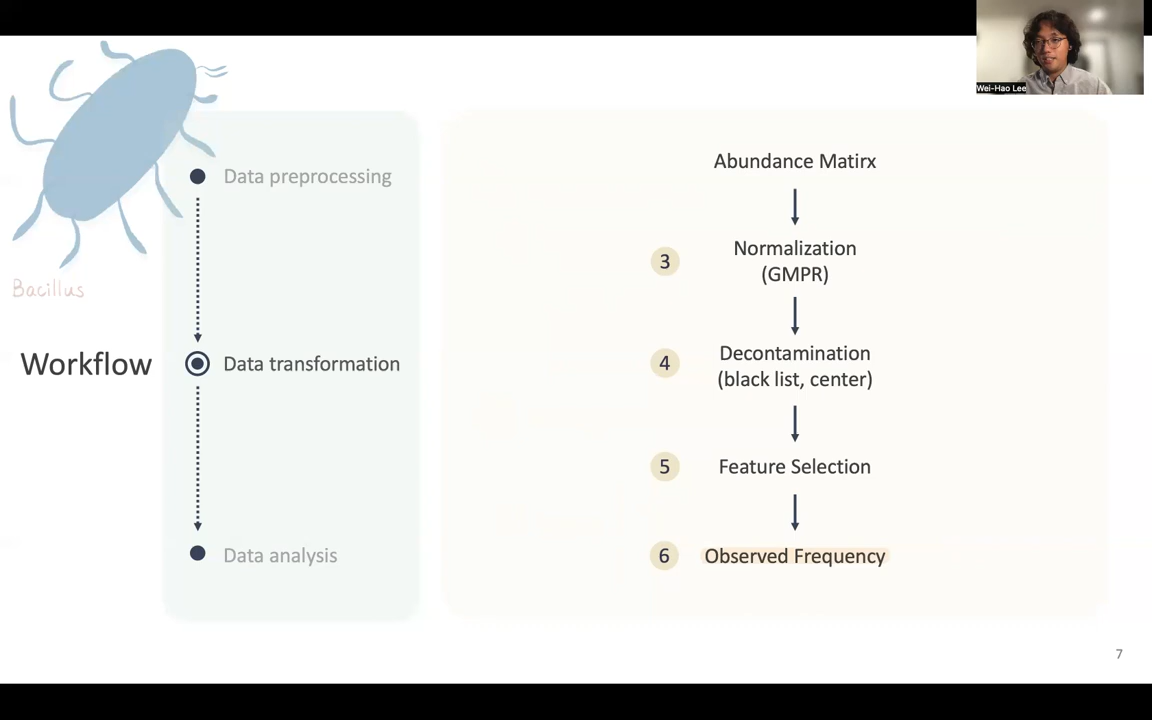 Wei-Hao Lee
Bacillus
Workflow
Data preprocessing
Data transformation
Data analysis
Abundance Matirx
3
Normalization
(GMPR)
4
Decontamination
(black list, center)
5
Feature Selection
6
Observed Frequency
7